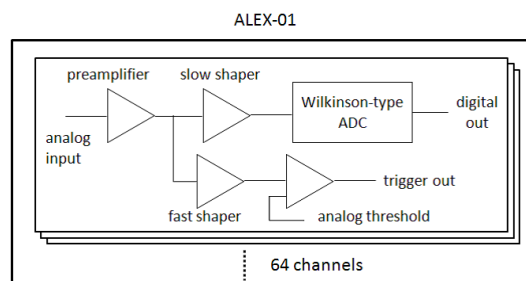 ALEX-01
preamplifier
slow shaper
Wilkinson-type
ADC
digital
out
analog
input
trigger out
fast shaper
analog threshold
64 channels